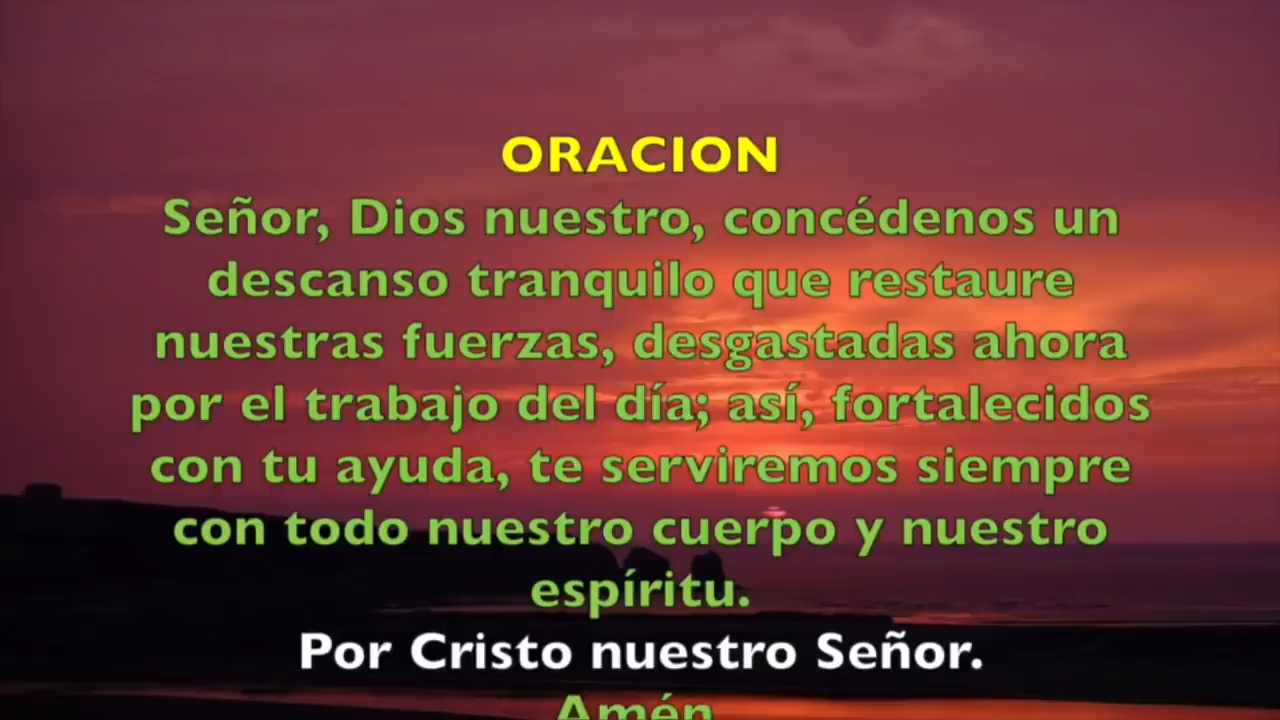 ORACION
Señor, Dios nuestro, concédenos un
descanso tranquilo que restaure
nuestras fuerzas, desgastadas ahora
por el trabajo del día; así, fortalecidos
con tu ayuda, te serviremos siempre
con todo nuestro cuerpo y nuestro
espíritu.
Por Cristo nuestro Señor.
Amén